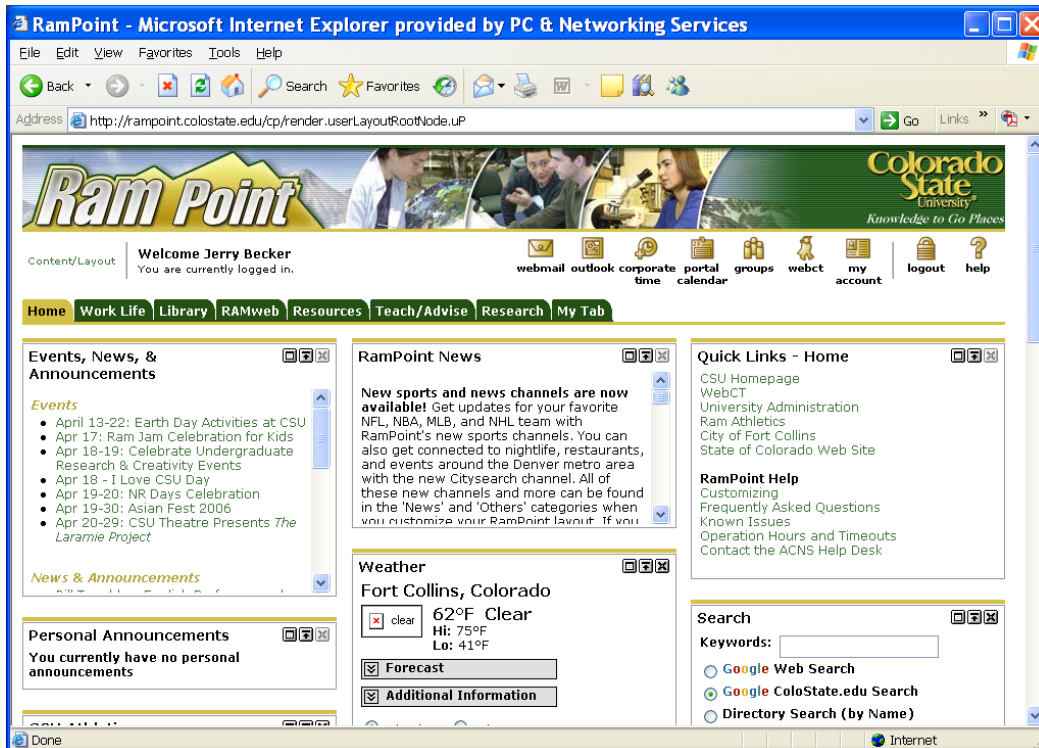 RamPoint - Microsoft Internet Explorer provided by PC & Networking Services
File Edit View Favorites Tools Help
Back Search Favorites
Address http://rampoint.colostate.edu/cp/render.userLayoutRootNode.uP Go Links »
Ram Point
Colorado
State
University
Knowledge to Go Places
Content/Layout
Welcome Jerry Becker
You are currently logged in.
webmail outlook corporate time portal calendar groups webct my account logout help
Home Work Life Library RAMweb Resources Teach/Advise Research My Tab
Events, News, &
Announcements
Events
April 13-22: Earth Day Activities at CSU
Apr 17: Ram Jam Celebration for Kids
Apr 18-19: Celebrate Undergraduate
Research & Creativity Events
Apr 18 - I Love CSU Day
Apr 19-20: NR Days Celebration
Apr 19-30: Asian Fest 2006
Apr 20-29: CSU Theatre Presents The
Laramie Project
News & Announcements
Personal Announcements
You currently have no personal
announcements
RamPoint News
New sports and news channels are now
available! Get updates for your favorite
NFL, NBA, MLB, and NHL team with
RamPoint's new sports channels. You can
also get connected to nightlife, restaurants,
and events around the Denver metro area
with the new Citysearch channel. All of
these new channels and more can be found
in the 'News' and 'Others' categories when
you customize your RamPoint layout. If you
Weather
Fort Collins, Colorado
clear
62°F Clear
Hi: 75°F
Lo: 41°F
Forecast
Additional Information
Quick Links - Home
CSU Homepage
WebCT
University Administration
Ram Athletics
City of Fort Collins
State of Colorado Web Site
RamPoint Help
Customizing
Frequently Asked Questions
Known Issues
Operation Hours and Timeouts
Contact the ACNS Help Desk
Search
Keywords:
Google Web Search
Google ColoState.edu Search
Directory Search (by Name)
Done
Internet